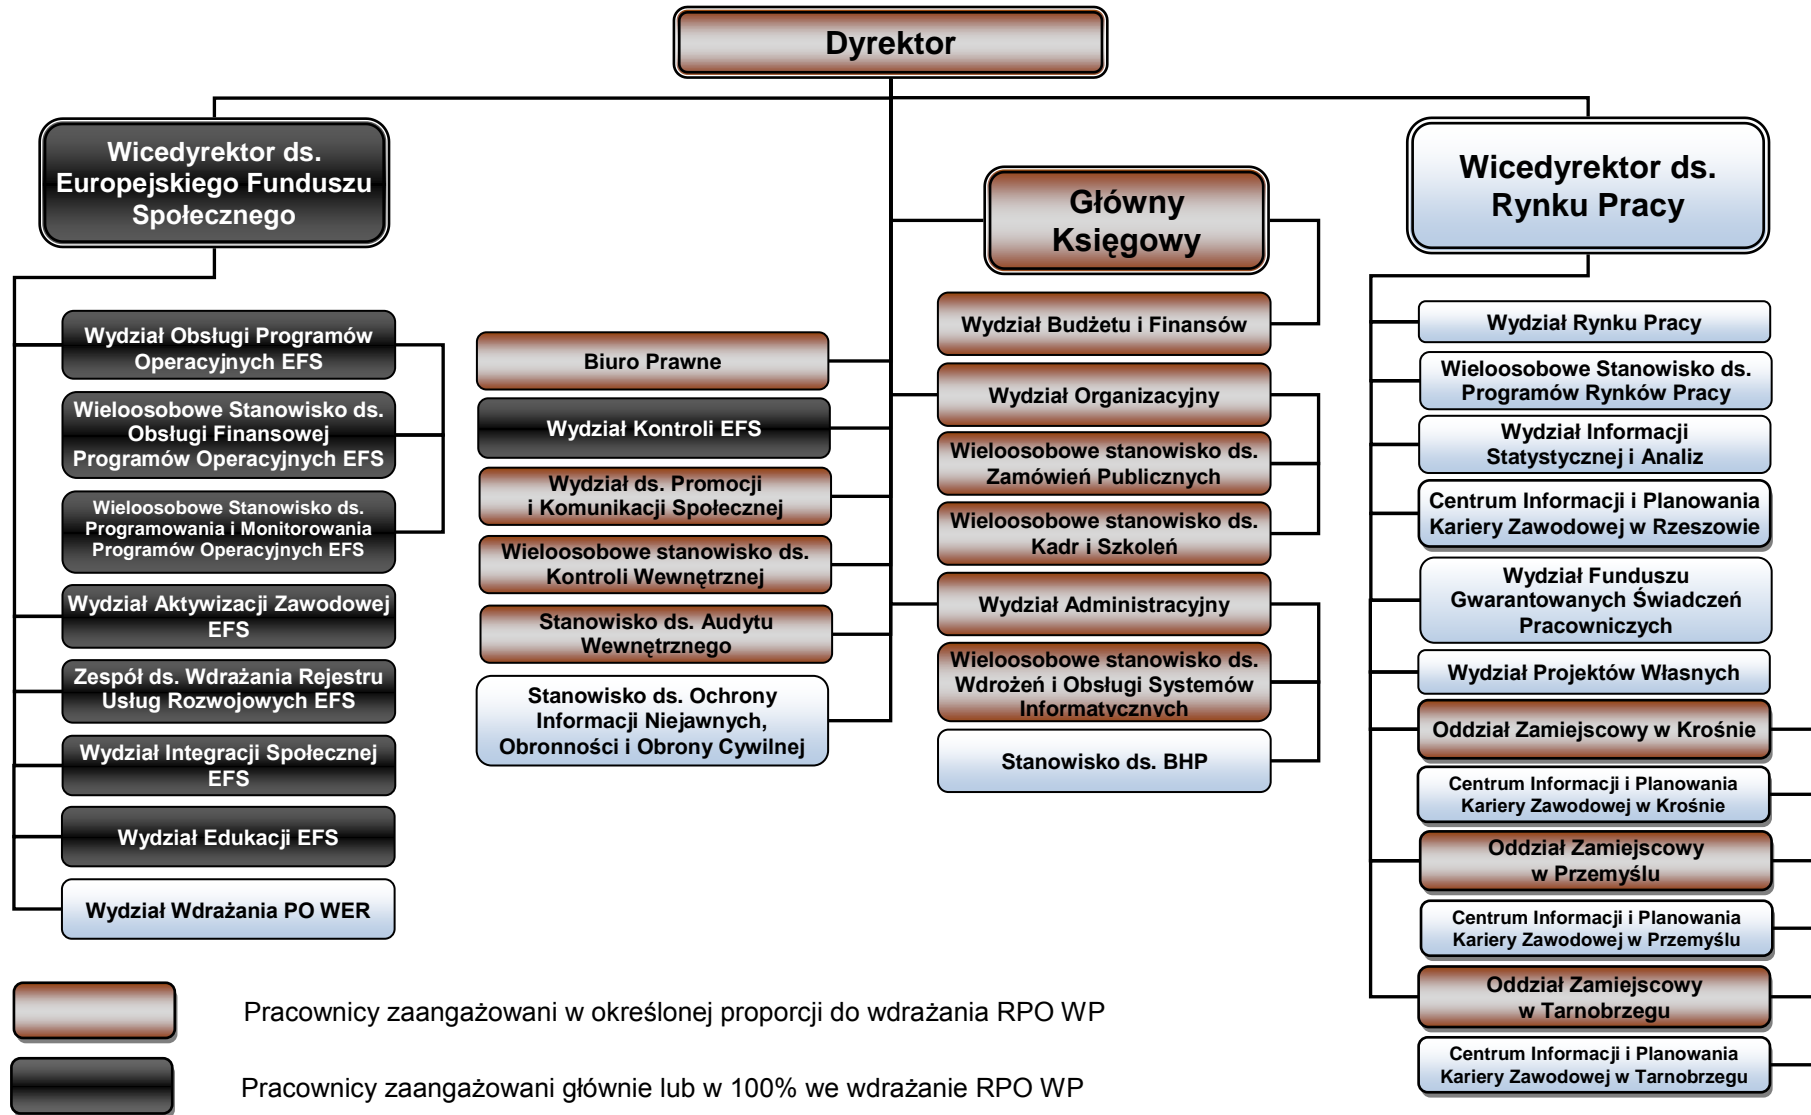 Dyrektor
Wicedyrektor ds.
Europejskiego Funduszu
Społecznego
Główny
Księgowy
Wicedyrektor ds.
Rynku Pracy
Wydział Obsługi Programów
Operacyjnych EFS
Wieloosobowe Stanowisko ds.
Obsługi Finansowej
Programów Operacyjnych EFS
Wieloosobowe Stanowisko ds.
Programowania i Monitorowania
Programów Operacyjnych EFS
Wydział Aktywizacji Zawodowej
EFS
Zespół ds. Wdrażania Rejestru
Usług Rozwojowych EFS
Wydział Integracji Społecznej
EFS
Wydział Edukacji EFS
Wydział Wdrażania PO WER
Biuro Prawne
Wydział Kontroli EFS
Wydział ds. Promocji
i Komunikacji Społecznej
Wieloosobowe stanowisko ds.
Kontroli Wewnętrznej
Stanowisko ds. Audytu
Wewnętrznego
Stanowisko ds. Ochrony
Informacji Niejawnych,
Obronności i Obrony Cywilnej
Wydział Budżetu i Finansów
Wydział Organizacyjny
Wieloosobowe stanowisko ds.
Zamówień Publicznych
Wieloosobowe stanowisko ds.
Kadr i Szkoleń
Wydział Administracyjny
Wieloosobowe stanowisko ds.
Wdrożeń i Obsługi Systemów
Informatycznych
Stanowisko ds. BHP
Wydział Rynku Pracy
Wieloosobowe Stanowisko ds.
Programów Rynków Pracy
Wydział Informacji
Statystycznej i Analiz
Centrum Informacji i Planowania
Kariery Zawodowej w Rzeszowie
Wydział Funduszu
Gwarantowanych Świadczeń
Pracowniczych
Wydział Projektów Własnych
Oddział Zamiejscowy w Krośnie
Centrum Informacji i Planowania
Kariery Zawodowej w Krośnie
Oddział Zamiejscowy
w Przemyślu
Centrum Informacji i Planowania
Kariery Zawodowej w Przemyślu
Oddział Zamiejscowy
w Tarnobrzegu
Centrum Informacji i Planowania
Kariery Zawodowej w Tarnobrzegu
Pracownicy zaangażowani w określonej proporcji do wdrażania RPO WP
Pracownicy zaangażowani głównie lub w 100% we wdrażanie RPO WP